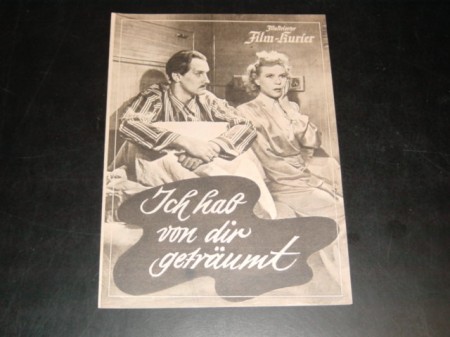 Illustrierter
Film-Kurier
Ich hab
von dir
geträumt